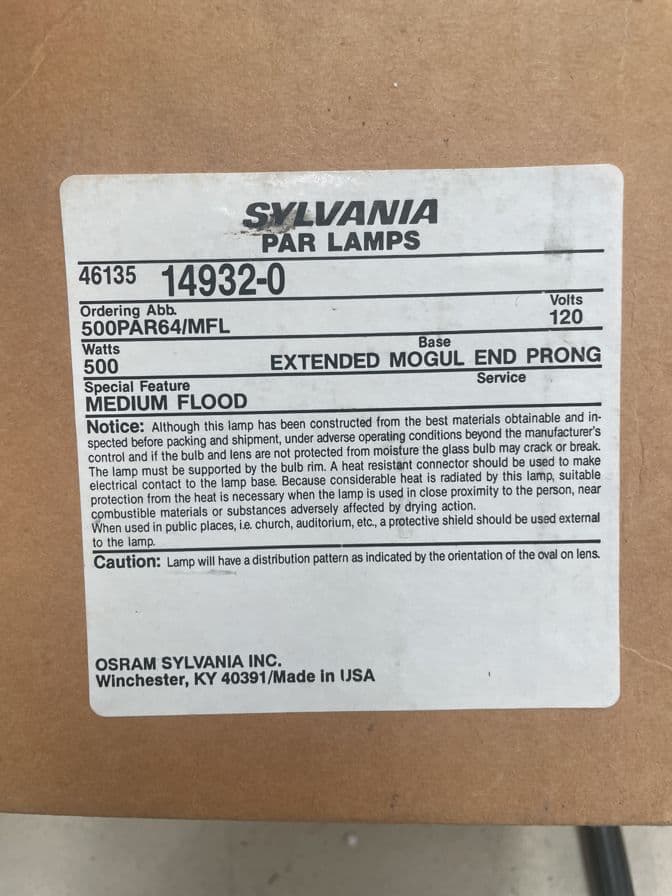 SYLVANIA
PAR LAMPS
46135 14932-0
Ordering Abb. Volts
500PAR64/MFL 120
Watts Base
500 EXTENDED MOGUL END PRONG
Special Feature Service
MEDIUM FLOOD
Notice: Although this lamp has been constructed from the best materials obtainable and in-
spected before packing and shipment, under adverse operating conditions beyond the manufacturer's
control and if the bulb and lens are not protected from moisture the glass bulb may crack or break.
The lamp must be supported by the bulb rim. A heat resistant connector should be used to make
electrical contact to the lamp base. Because considerable heat is radiated by this lamp, suitable
protection from the heat is necessary when the lamp is used in close proximity to the person, near
combustible materials or substances adversely affected by drying action.
When used in public places, i.e. church, auditorium, etc., a protective shield should be used external
to the lamp.
Caution: Lamp will have a distribution pattern as indicated by the orientation of the oval on lens.
OSRAM SYLVANIA INC.
Winchester, KY 40391/Made in USA